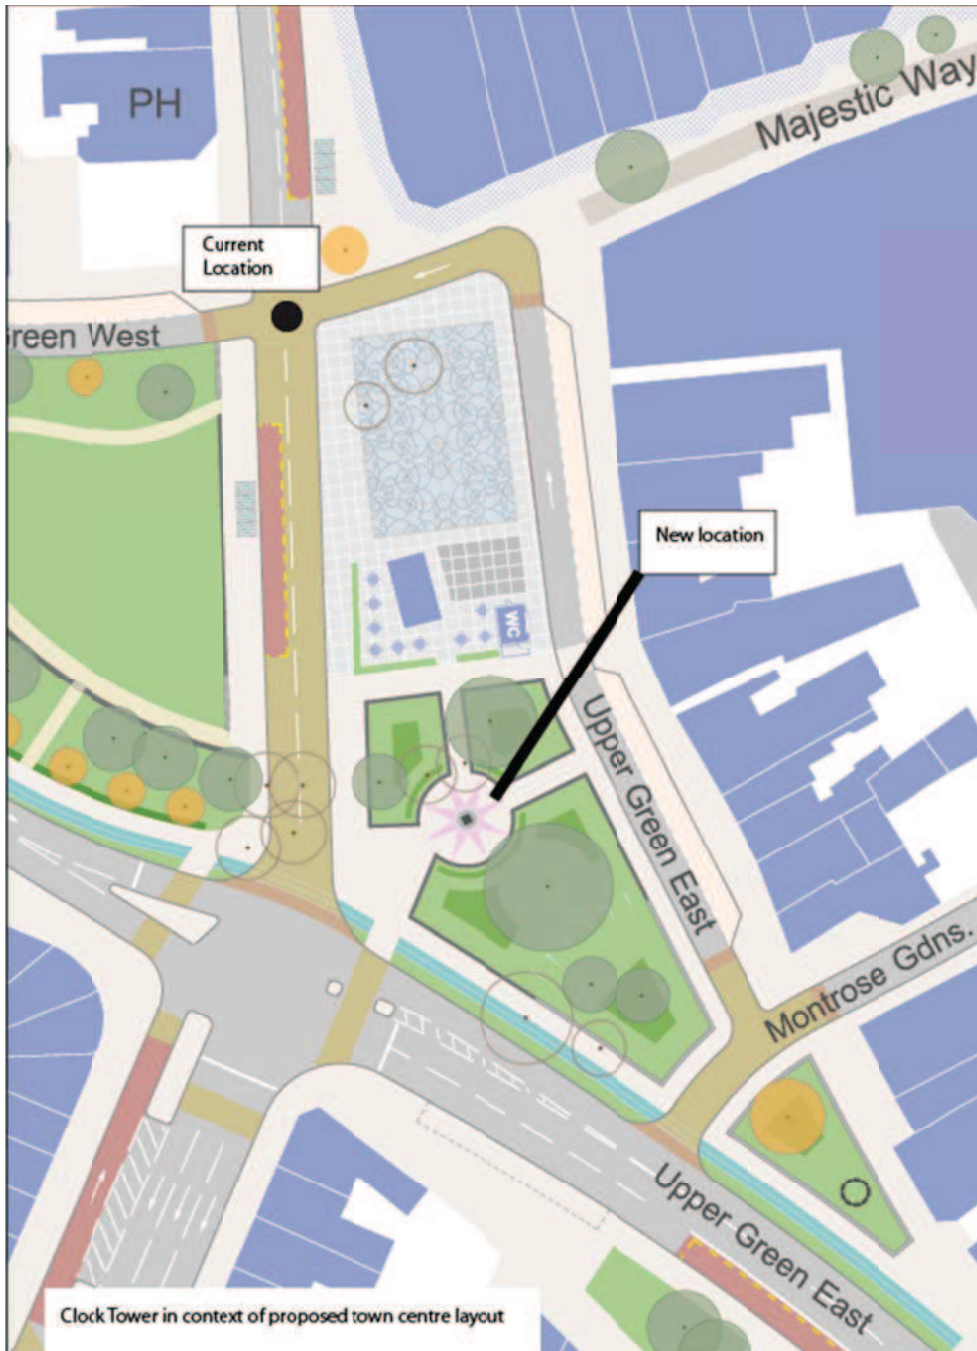 PH
Majestic Way
Current
Location
Green West
New location
WC
Upper Green East
Montrose Gdns.
Upper Green East
Clock Tower in context of proposed town centre layout